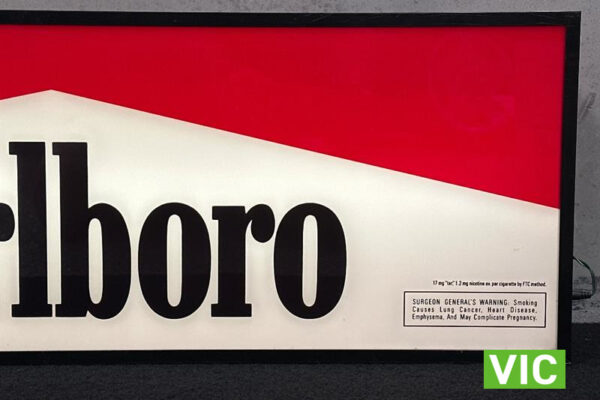 rlboro
17 mg "tar," 1.2 mg nicotine av. per cigarette by FTC method.
SURGEON GENERAL'S WARNING: Smoking
Causes Lung Cancer, Heart Disease,
Emphysema, And May Complicate Pregnancy.
VIC